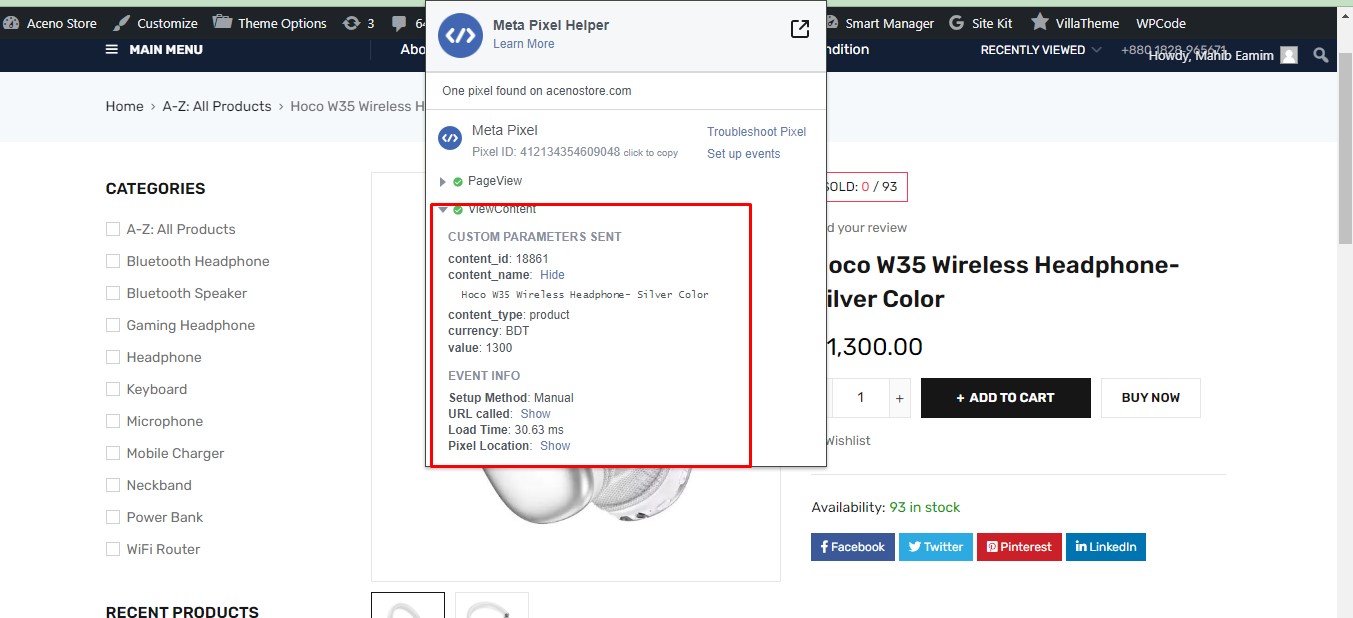 Aceno Store Customize Theme Options 3 64 Smart Manager Site Kit VillaTheme WPCode
MAIN MENU Abo ndition RECENTLY VIEWED +880 1828-965671
Howdy, Mahib Eamim
Home › A-Z: All Products › Hoco W35 Wireless H
Meta Pixel Helper
Learn More
One pixel found on acenostore.com
Meta Pixel
Troubleshoot Pixel
Pixel ID: 412134354609048 click to copy
Set up events
PageView
ViewContent
CUSTOM PARAMETERS SENT
content_id: 18861
content_name: Hide
Hoco W35 Wireless Headphone- Silver Color
content_type: product
currency: BDT
value: 1300
EVENT INFO
Setup Method: Manual
URL called: Show
Load Time: 30.63 ms
Pixel Location: Show
CATEGORIES
A-Z: All Products
Bluetooth Headphone
Bluetooth Speaker
Gaming Headphone
Headphone
Keyboard
Microphone
Mobile Charger
Neckband
Power Bank
WiFi Router
RECENT PRODUCTS
SOLD: 0 / 93
d your review
oco W35 Wireless Headphone-
ilver Color
1,300.00
1 + + ADD TO CART BUY NOW
Wishlist
Availability: 93 in stock
Facebook Twitter Pinterest LinkedIn